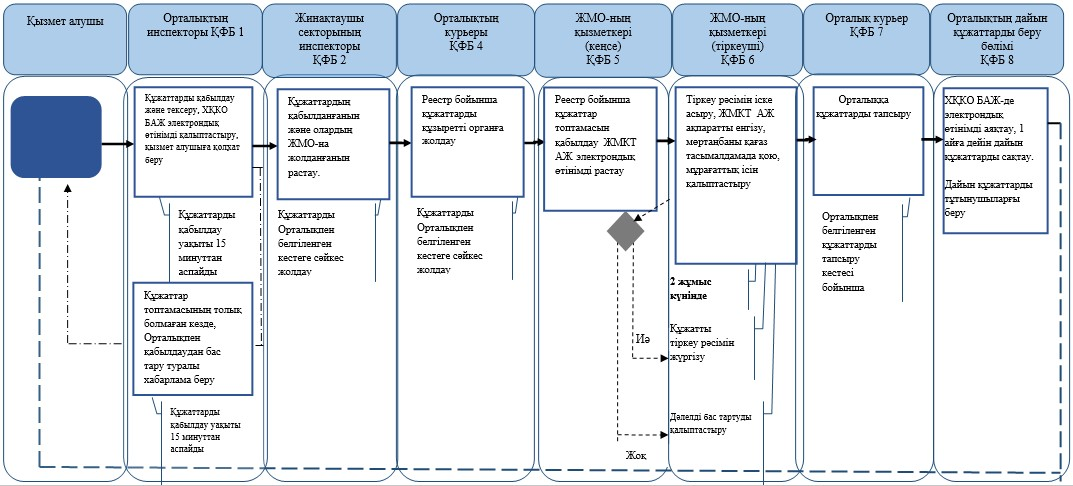 Қызмет алушы
Орталықтың
инспекторы ҚФБ 1
Жинақтаушы
секторының
инспекторы
ҚФБ 2
Орталықтың
курьеры
ҚФБ 4
ЖМО-ның
қызметкері
(кеңсе)
ҚФБ 5
ЖМО-ның
қызметкері
(тіркеуші)
ҚФБ 6
Орталық курьер
ҚФБ 7
Орталықтың дайын
құжаттарды беру
бөлімі
ҚФБ 8
Құжаттарды қабылдау
және тексеру, ХҚКО
БАЖ электрондық
өтінімді қалыптастыру,
қызмет алушыға қолхат
беру
Құжаттарды
қабылдау
уақыты 15
минуттан
аспайды
Құжаттар
топтамасының толық
болмаған кезде,
Орталықпен
қабылдаудан бас
тару туралы
хабарлама беру
Құжаттарды
қабылдау уақыты
15 минуттан
аспайды
Құжаттардың
қабылданғанын
және олардың
ЖМО-на
жолданғанын
растау.
Құжаттарды
Орталықпен
белгіленген
кестеге сәйкес
жолдау
Реестр бойынша
құжаттарды
құзыретті органға
жолдау
Құжаттарды
Орталықпен
белгіленген
кестеге сәйкес
жолдау
Реестр бойынша
құжаттар
топтамасын
қабылдау ЖМКТ
АЖ электрондық
өтінімді растау
Иә
Жоқ
Тіркеу рәсімін іске
асыру, ЖМКТ АЖ
ақпаратты енгізу,
мөртаңбаны қағаз
тасымалдамада қою,
мұрағаттық ісін
қалыптастыру
2 жұмыс
күнінде
Құжатты
тіркеу рәсімін
жүргізу
Дәлелді бас тартуды
қалыптастыру
Орталыққа
құжаттарды тапсыру
Орталықпен
белгіленген
құжаттарды
тапсыру
кестесі
бойынша
ХҚКО БАЖ-де
электрондық
өтінімді аяқтау, 1
айға дейін дайын
құжаттарды сақтау.
Дайын құжаттарды
тұтынушыларғы
беру